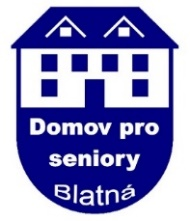 Domov pro
seniory
Blatná